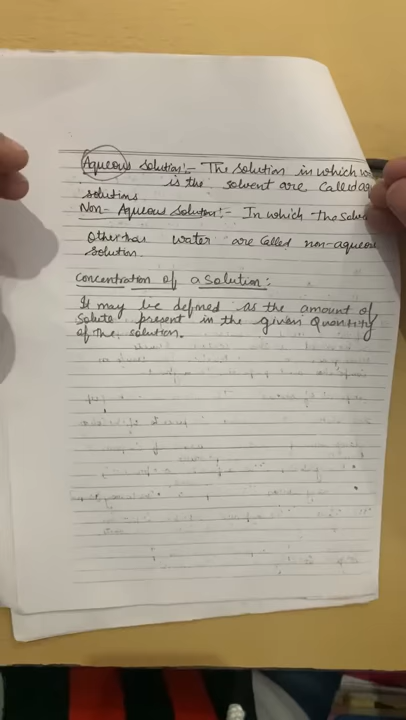 Aqueous solution:- The solution in which
is the solvent are called
solutions
Non- Aqueous Solution:- In which the solve
other than water are called non-aqueous
solution.
Concentration of a solution:
It may be defined as the amount of
solute present in the given quantity
of the solution.